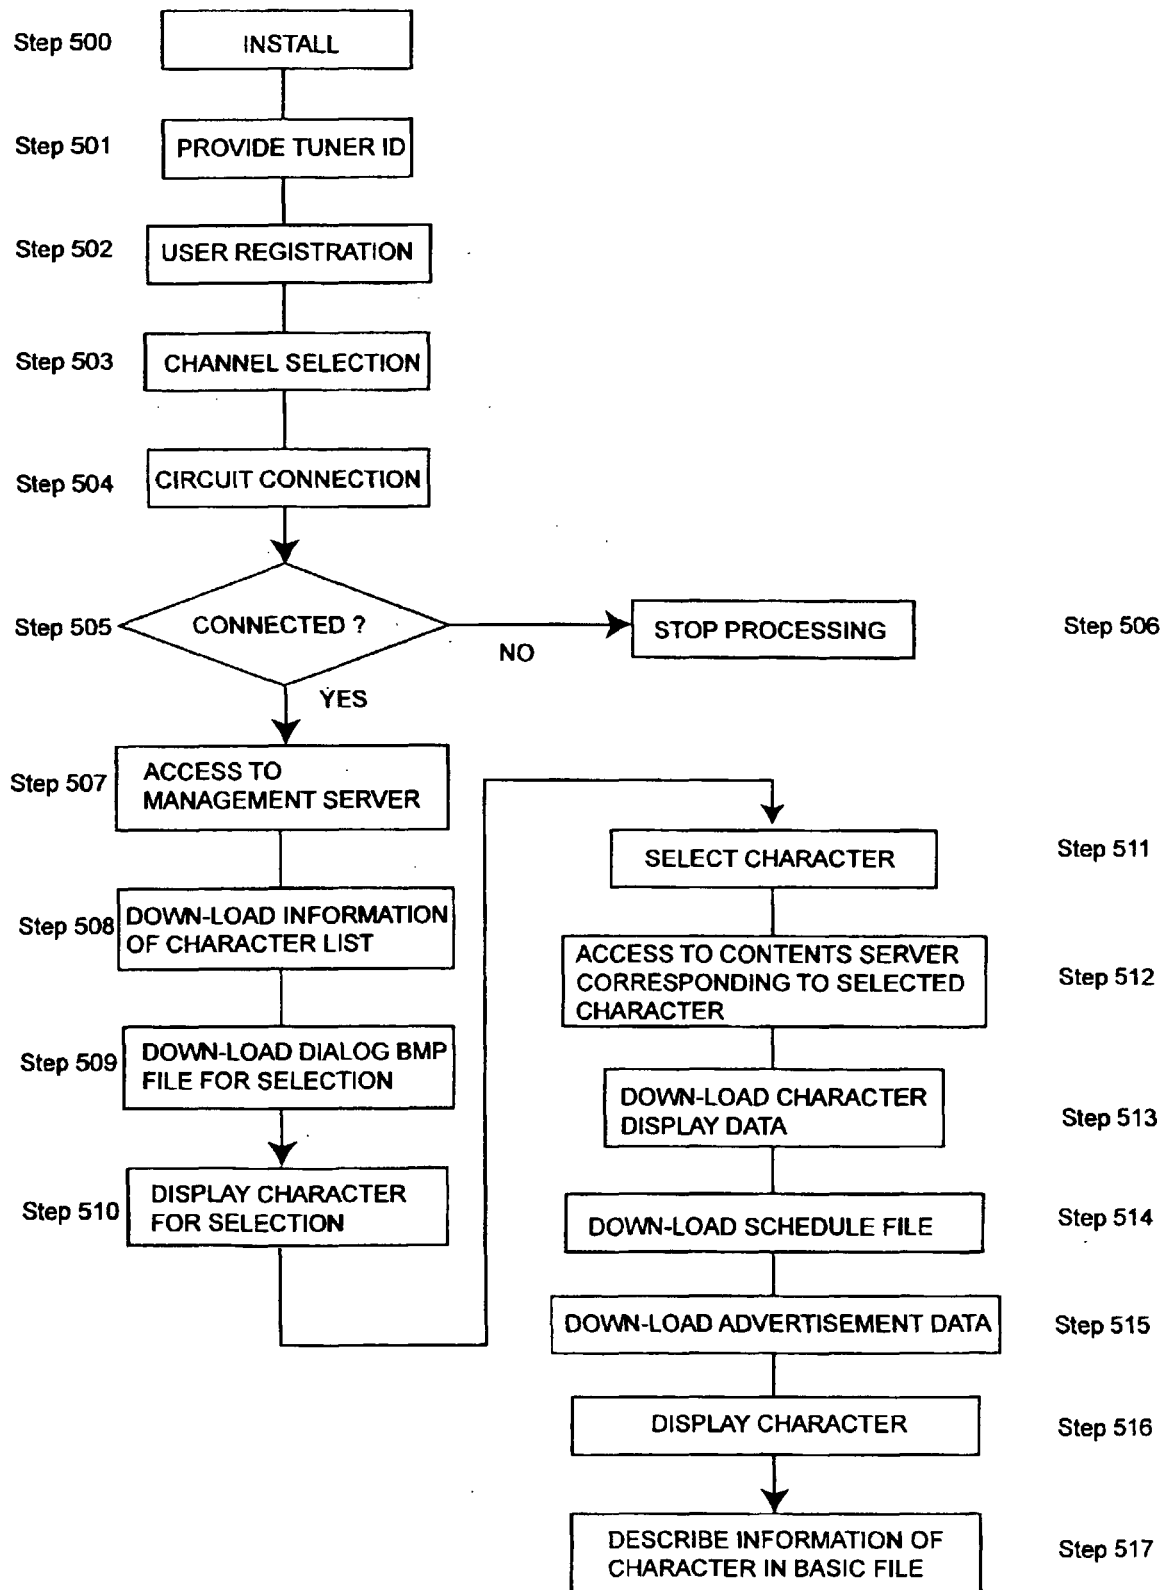 Step 500
INSTALL
Step 501
PROVIDE TUNER ID
Step 502
USER REGISTRATION
Step 503
CHANNEL SELECTION
Step 504
CIRCUIT CONNECTION
Step 505
CONNECTED ?
NO
STOP PROCESSING
Step 506
YES
Step 507
ACCESS TO
MANAGEMENT SERVER
Step 508
DOWN-LOAD INFORMATION
OF CHARACTER LIST
Step 509
DOWN-LOAD DIALOG BMP
FILE FOR SELECTION
Step 510
DISPLAY CHARACTER
FOR SELECTION
SELECT CHARACTER
Step 511
ACCESS TO CONTENTS SERVER
CORRESPONDING TO SELECTED
CHARACTER
Step 512
DOWN-LOAD CHARACTER
DISPLAY DATA
Step 513
DOWN-LOAD SCHEDULE FILE
Step 514
DOWN-LOAD ADVERTISEMENT DATA
Step 515
DISPLAY CHARACTER
Step 516
DESCRIBE INFORMATION OF
CHARACTER IN BASIC FILE
Step 517